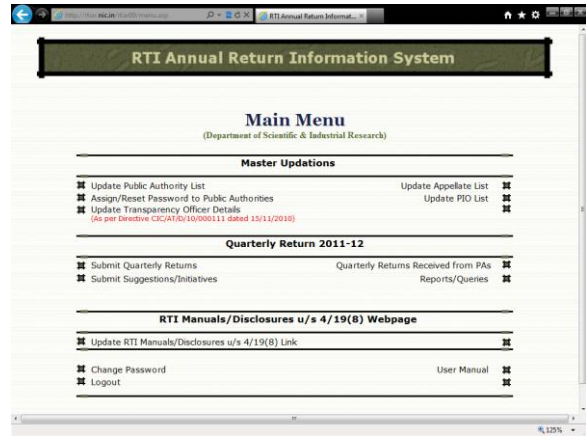 RTI Annual Return Informat...
RTI Annual Return Information System
Main Menu
(Department of Scientific & Industrial Research)
Master Updations
Update Public Authority List Update Appellate List
Assign/Reset Password to Public Authorities Update PIO List
Update Transparency Officer Details
(As per Directive CIC/AT/D/10/000111 dated 15/11/2010)
Quarterly Return 2011-12
Submit Quarterly Returns Quarterly Returns Received from PAs
Submit Suggestions/Initiatives Reports/Queries
RTI Manuals/Disclosures u/s 4/19(8) Webpage
Update RTI Manuals/Disclosures u/s 4/19(8) Link
Change Password User Manual
Logout
125%